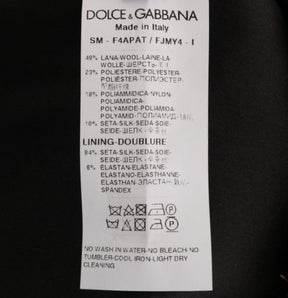 DOLCE & GABBANA
Made in Italy
SM - F4APAT / FJMY4 - I
49% LANA-WOOL-LAINE-LA-
WOLLE-ШЕРСТЬ-
23% POLIESTERE-POLYESTER-
POLYESTER-ПОЛИЭСТЕР-
18% POLIAMMIDICA-NYLON-
POLIAMIDICA-
POLYAMIDE-POLIAMIDA-
POLYAMID-ПОЛИАМИД-
10% SETA-SILK-SEDA-SOIE-
SEIDE-ШЕЛК-
LINING-DOUBLURE
94% SETA-SILK-SEDA-SOIE-
SEIDE-ШЕЛК-
6% ELASTAN-ELASTANE-
ELASTANO-ELASTHANNE-
ELASTHAN-ЭЛАСТАН-
SPANDEX
NO WASH IN WATER-NO BLEACH-NO
TUMBLER-COOL IRON-LIGHT DRY
CLEANING